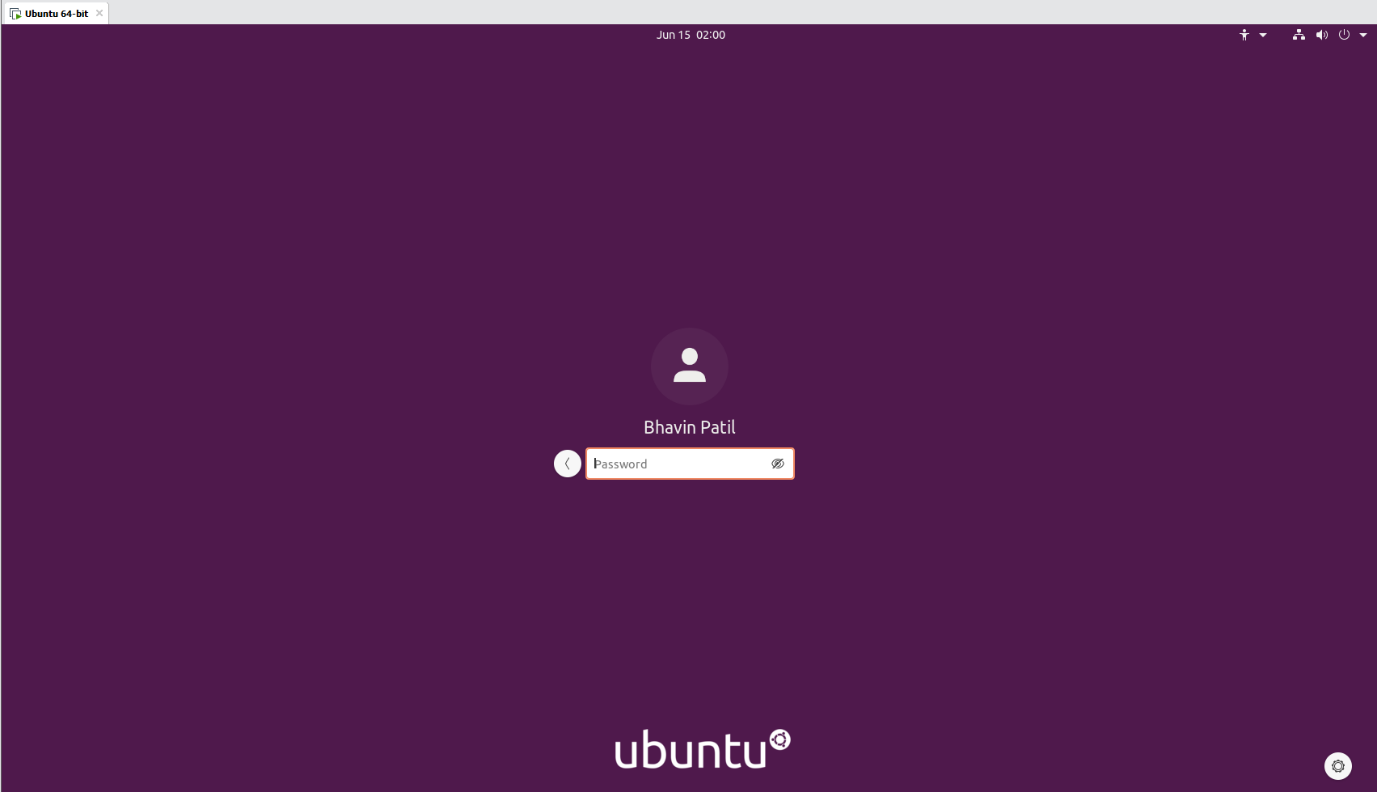 Ubuntu 64-bit
Jun 15 02:00
Bhavin Patil
Password
ubuntu